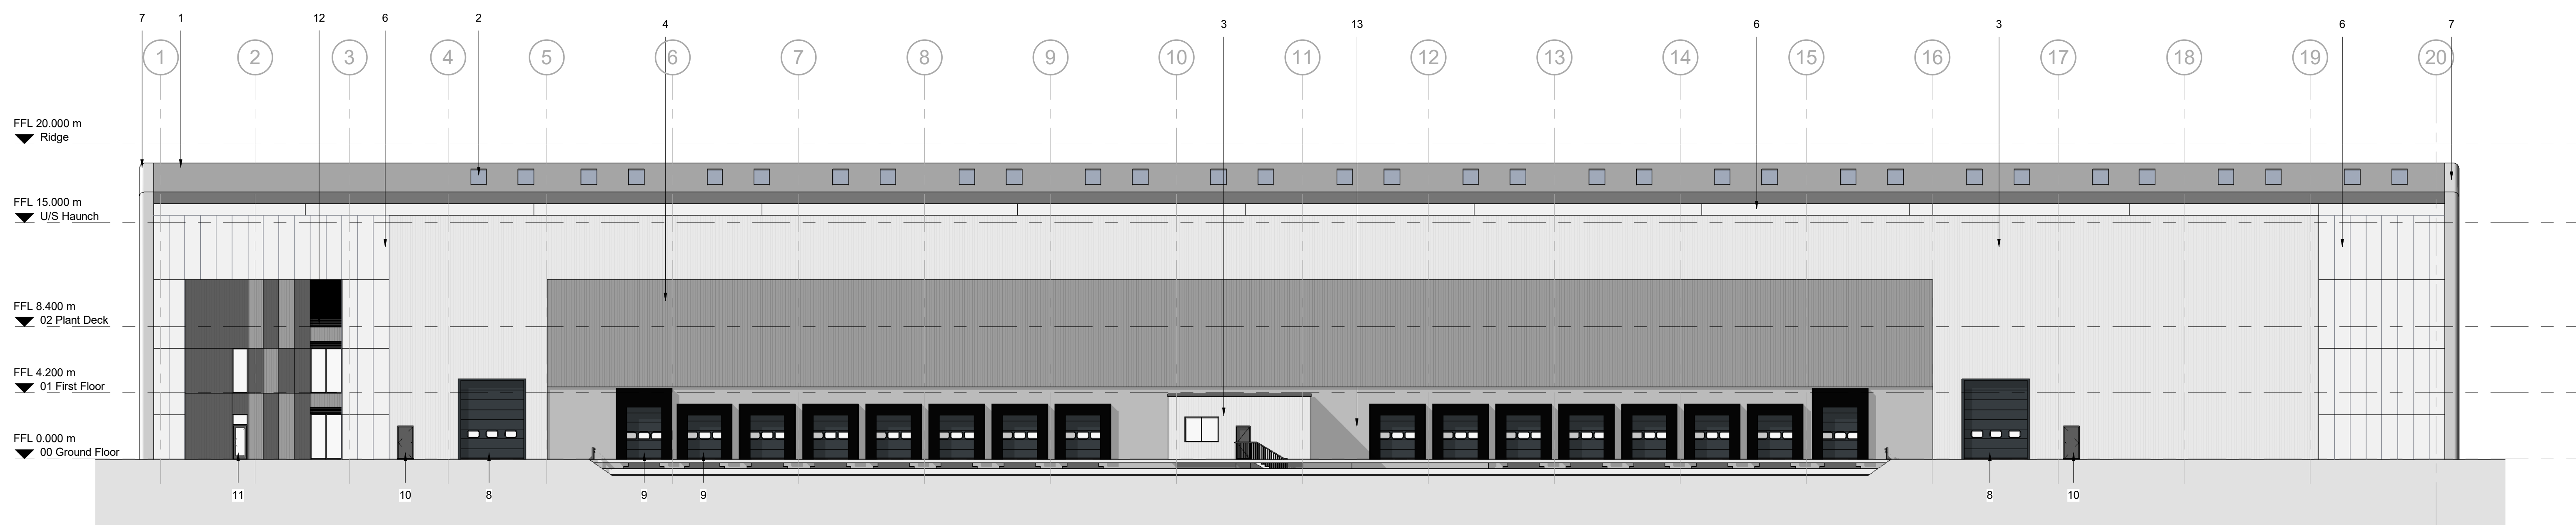 7 1 12 6 2 4 3 13 6 3 6 7
1 2 3 4 5 6 7 8 9 10 11 12 13 14 15 16 17 18 19 20
FFL 20.000 m
Ridge
FFL 15.000 m
U/S Haunch
FFL 8.400 m
02 Plant Deck
FFL 4.200 m
01 First Floor
FFL 0.000 m
00 Ground Floor
11 10 8 9 9 8 10